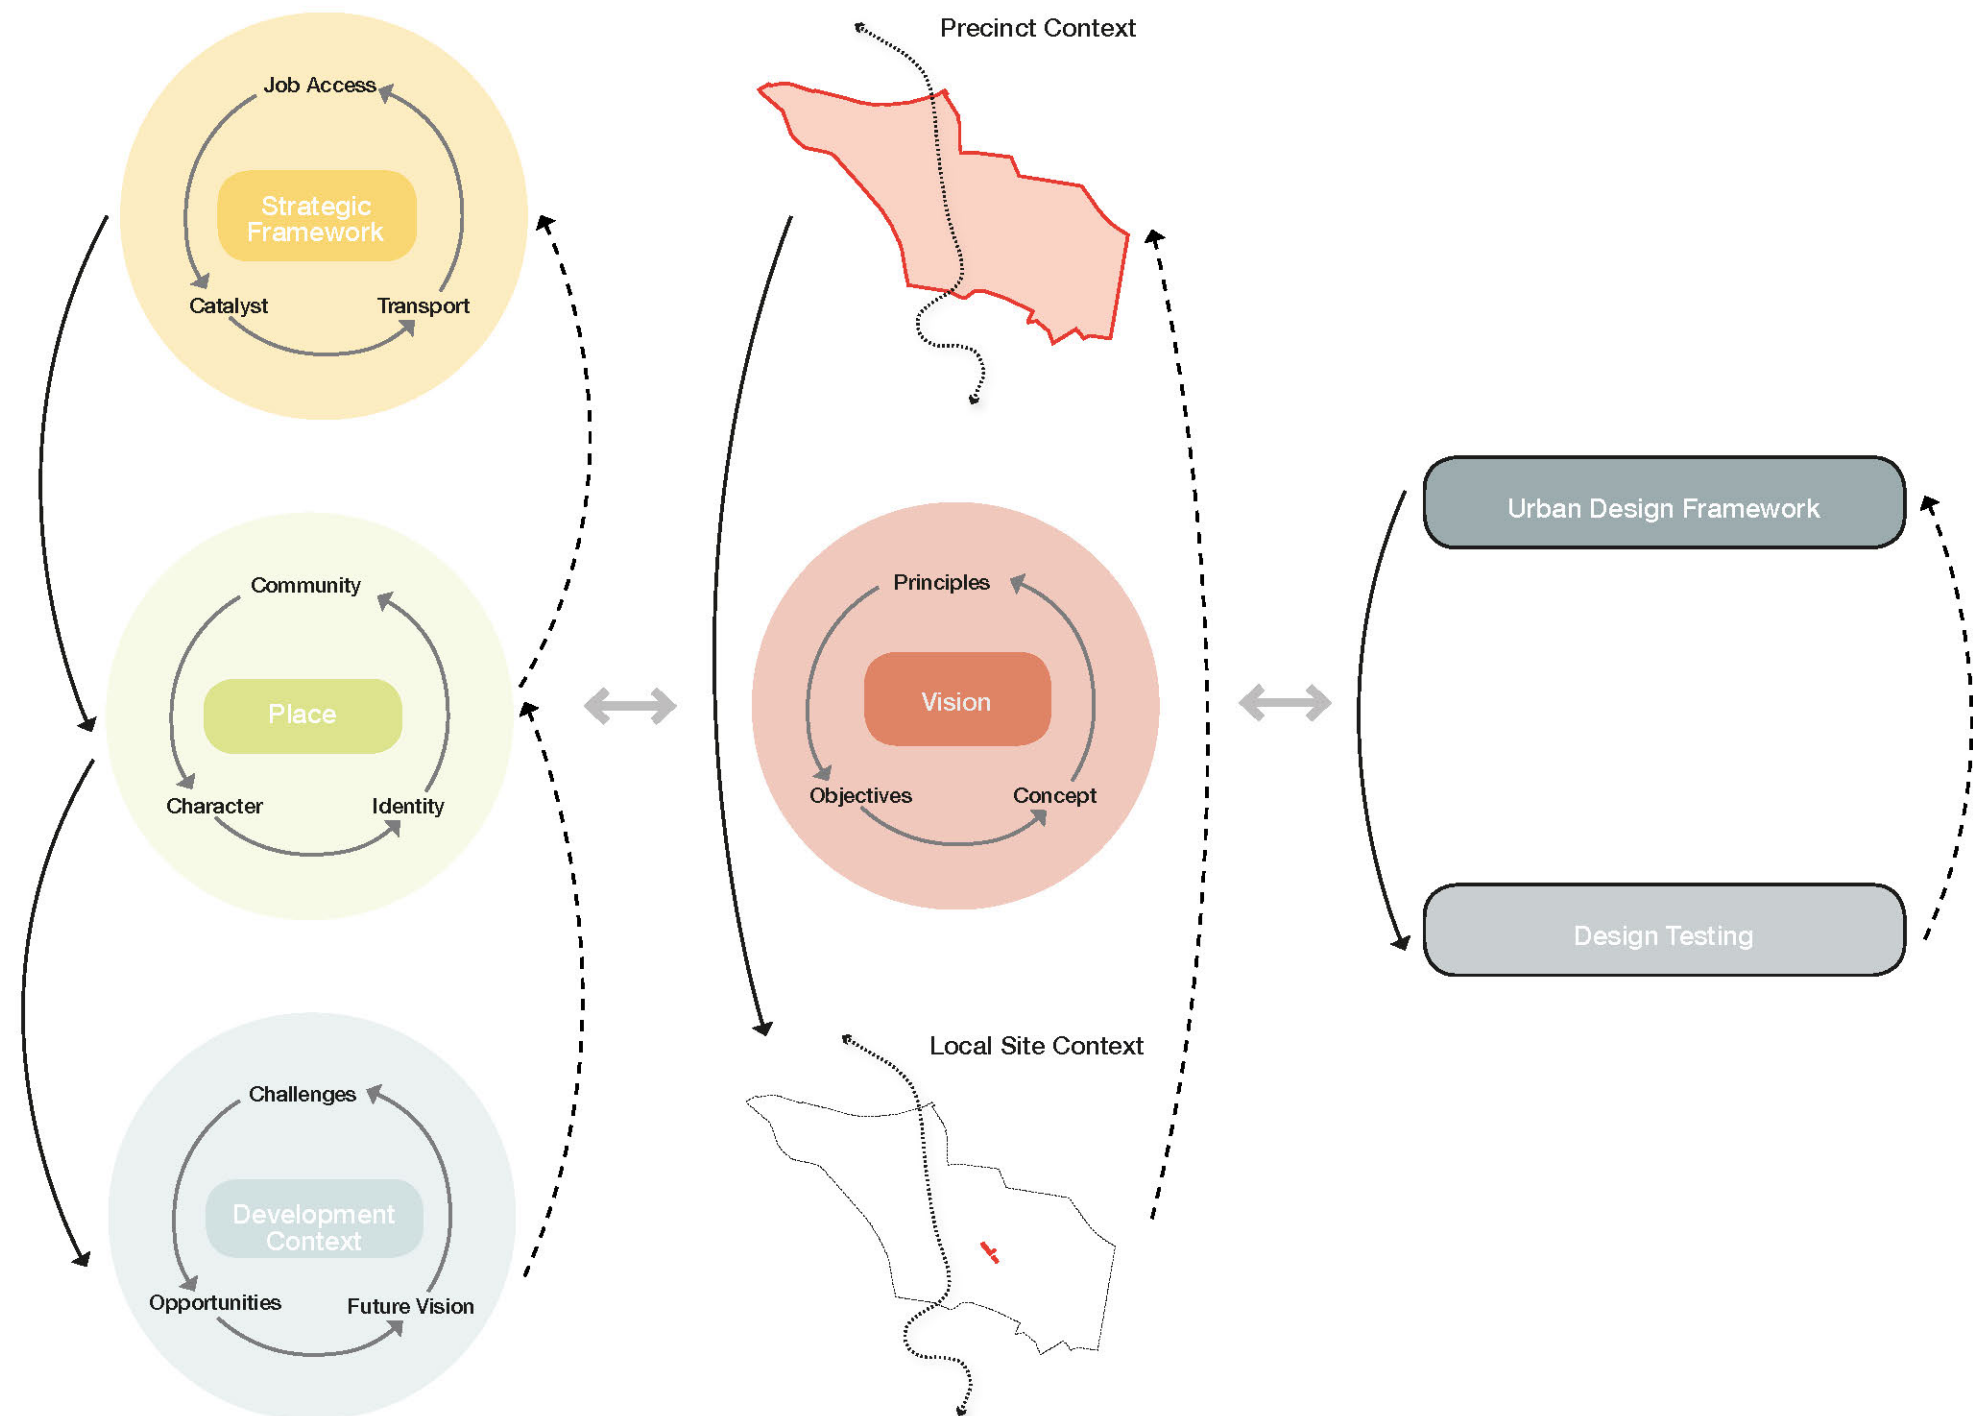 Job Access
Strategic
Framework
Catalyst
Transport
Community
Place
Character
Identity
Challenges
Development
Context
Opportunities
Future Vision
Precinct Context
Principles
Vision
Objectives
Concept
Local Site Context
Urban Design Framework
Design Testing